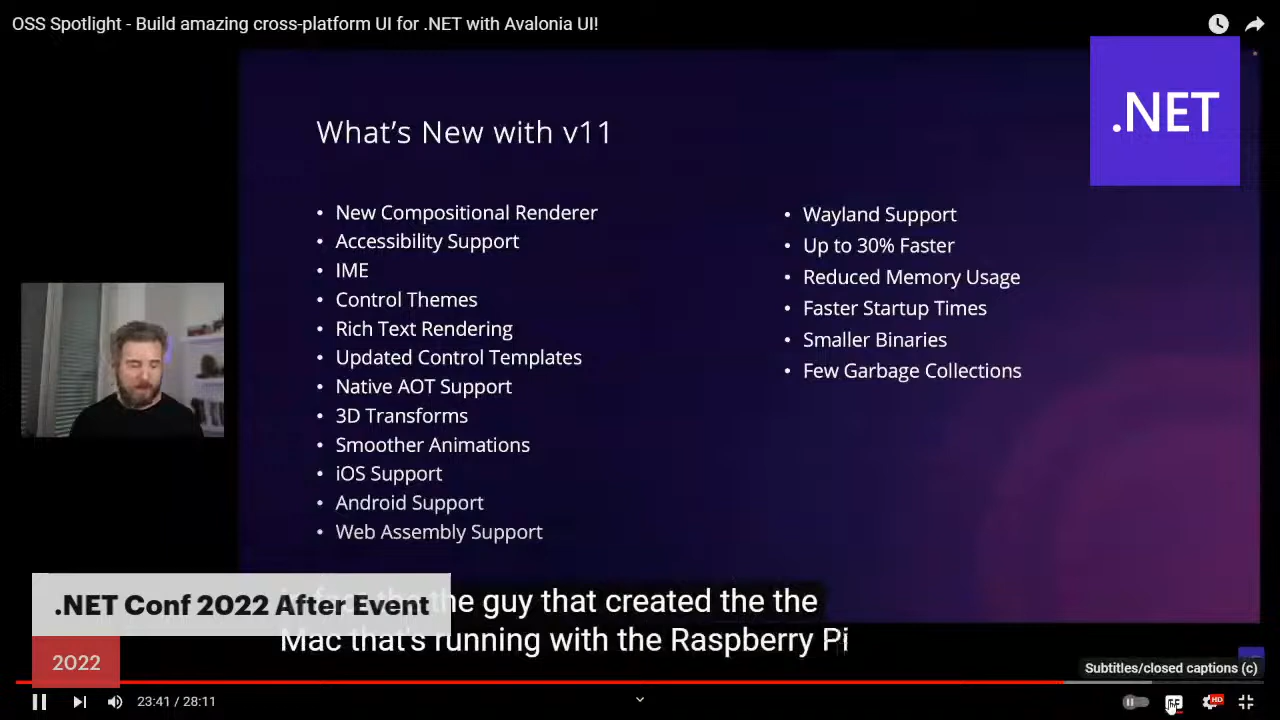 OSS Spotlight - Build amazing cross-platform UI for .NET with Avalonia UI!
.NET
What's New with v11
• New Compositional Renderer
• Accessibility Support
• IME
• Control Themes
• Rich Text Rendering
• Updated Control Templates
• Native AOT Support
• 3D Transforms
• Smoother Animations
• iOS Support
• Android Support
• Web Assembly Support
• Wayland Support
• Up to 30% Faster
• Reduced Memory Usage
• Faster Startup Times
• Smaller Binaries
• Few Garbage Collections
.NET Conf 2022 After Event
2022
the guy that created the the
Mac that's running with the Raspberry Pi
Subtitles/closed captions (c)
23:41 / 28:11
HD